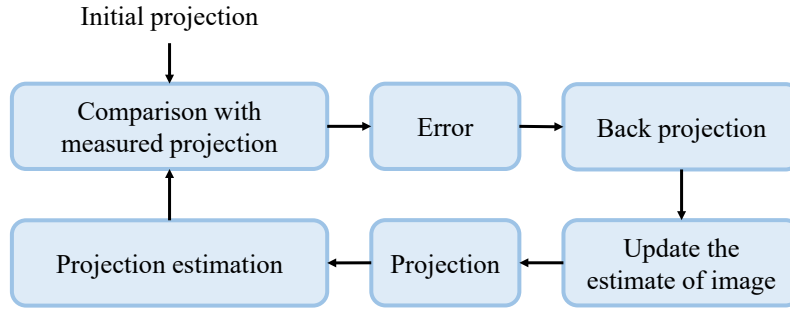 Initial projection
Comparison with
measured projection
Error
Back projection
Projection estimation
Projection
Update the
estimate of image